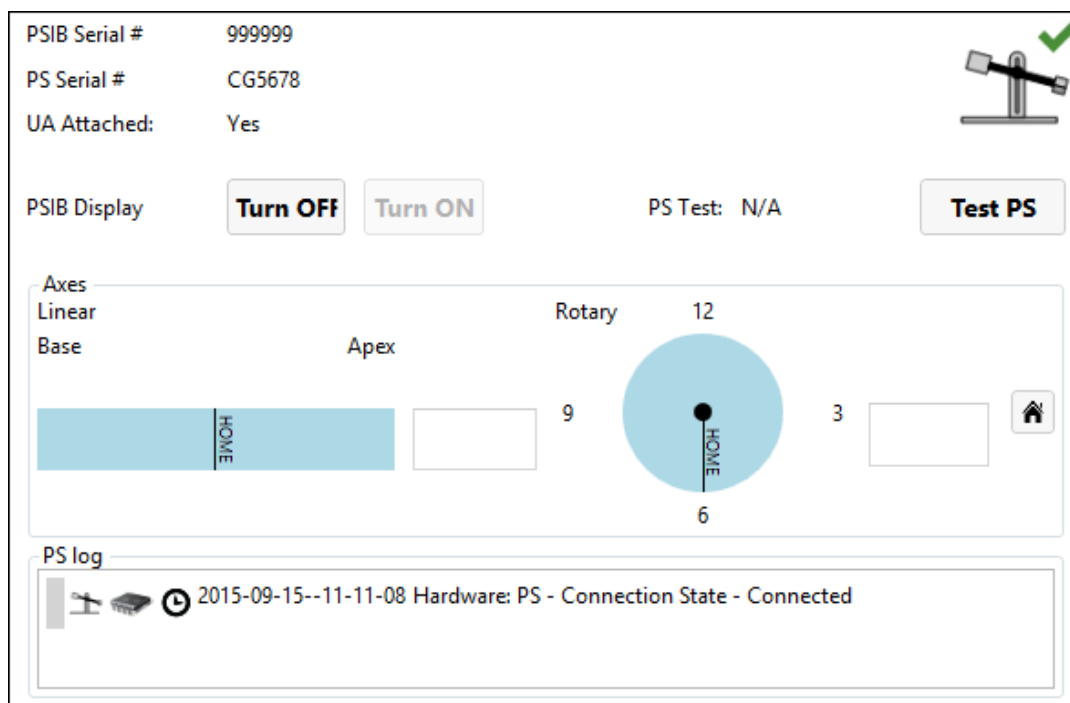 PSIB Serial # 999999
PS Serial # CG5678
UA Attached: Yes
PSIB Display Turn OFF Turn ON PS Test: N/A Test PS
Axes
Linear Rotary 12
Base Apex
HOME 9 HOME 3
6
PS log
2015-09-15--11-11-08 Hardware: PS - Connection State - Connected